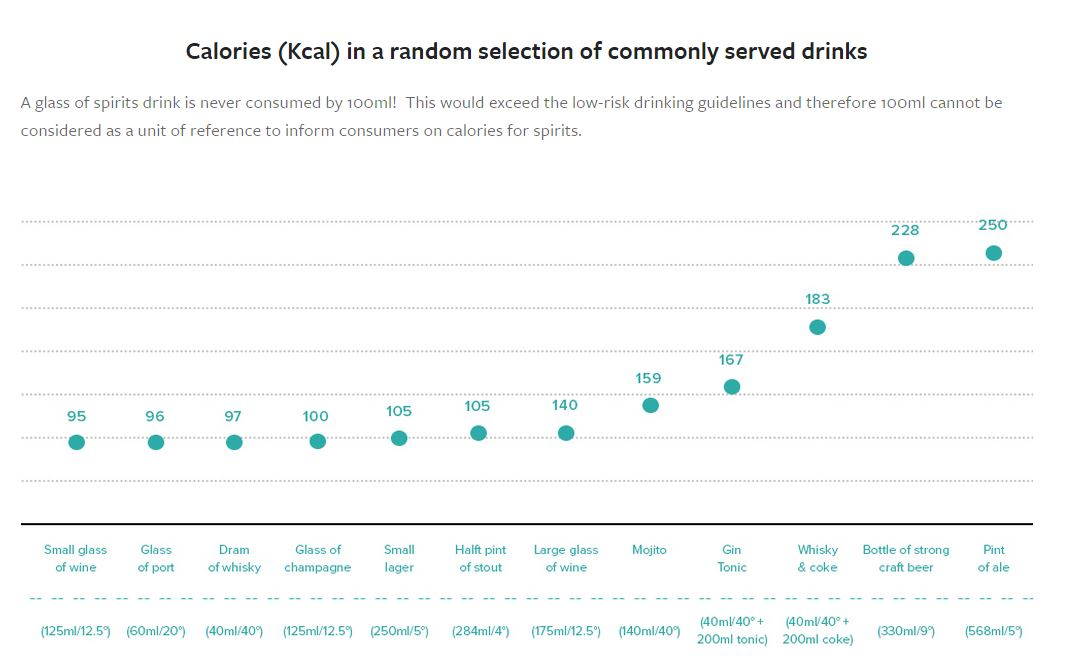 Calories (Kcal) in a random selection of commonly served drinks
A glass of spirits drink is never consumed by 100ml!  This would exceed the low-risk drinking guidelines and therefore 100ml cannot be
considered as a unit of reference to inform consumers on calories for spirits.
95 96 97 100 105 105 140 159 167 183 228 250
Small glass Glass Dram Glass of Small Halft pint Large glass Mojito Gin Whisky Bottle of strong Pint
of wine of port of whisky champagne lager of stout of wine Tonic & coke craft beer of ale
(125ml/12.5°) (60ml/20°) (40ml/40°) (125ml/12.5°) (250ml/5°) (284ml/4°) (175ml/12.5°) (140ml/40°) (40ml/40° + (40ml/40° + (330ml/9°) (568ml/5°)
200ml tonic) 200ml coke)